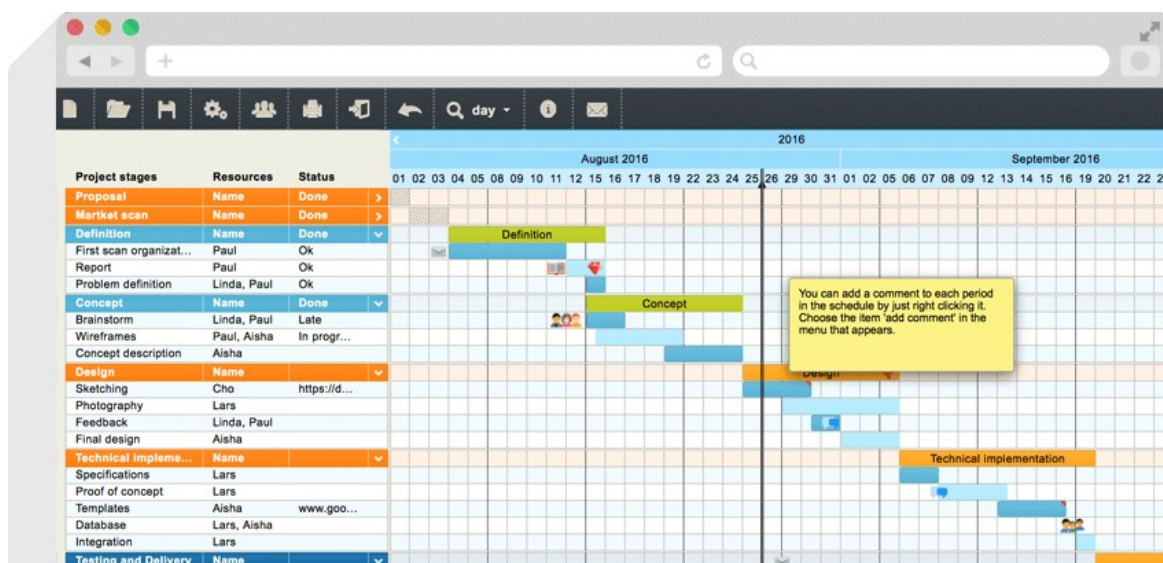 day
2016
August 2016 September 2016
Project stages Resources Status 01 02 03 04 05 08 09 10 11 12 15 16 17 18 19 22 23 24 25 26 29 30 31 01 02 05 06 07 08 09 12 13 14 15 16 19 20 21 22
Proposal Name Done
Martket scan Name Done
Definition Name Done Definition
First scan organizat... Paul Ok
Report Paul Ok
Problem definition Linda, Paul Ok
Concept Name Done Concept
Brainstorm Linda, Paul Late
Wireframes Paul, Aisha In progr...
Concept description Aisha
Design Name Design
Sketching Cho https://d...
Photography Lars
Feedback Linda, Paul
Final design Aisha
Technical impleme... Name Technical implementation
Specifications Lars
Proof of concept Lars
Templates Aisha www.goo...
Database Lars, Aisha
Integration Lars
Testing and Delivery Name
You can add a comment to each period
in the schedule by just right clicking it.
Choose the item 'add comment' in the
menu that appears.